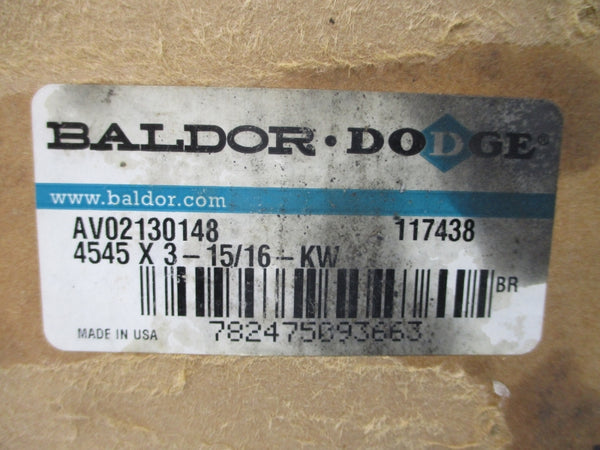 BALDOR · DODGE®
www.baldor.com
AV02130148 117438
4545 X 3-15/16-KW
BR
MADE IN USA 782475093663